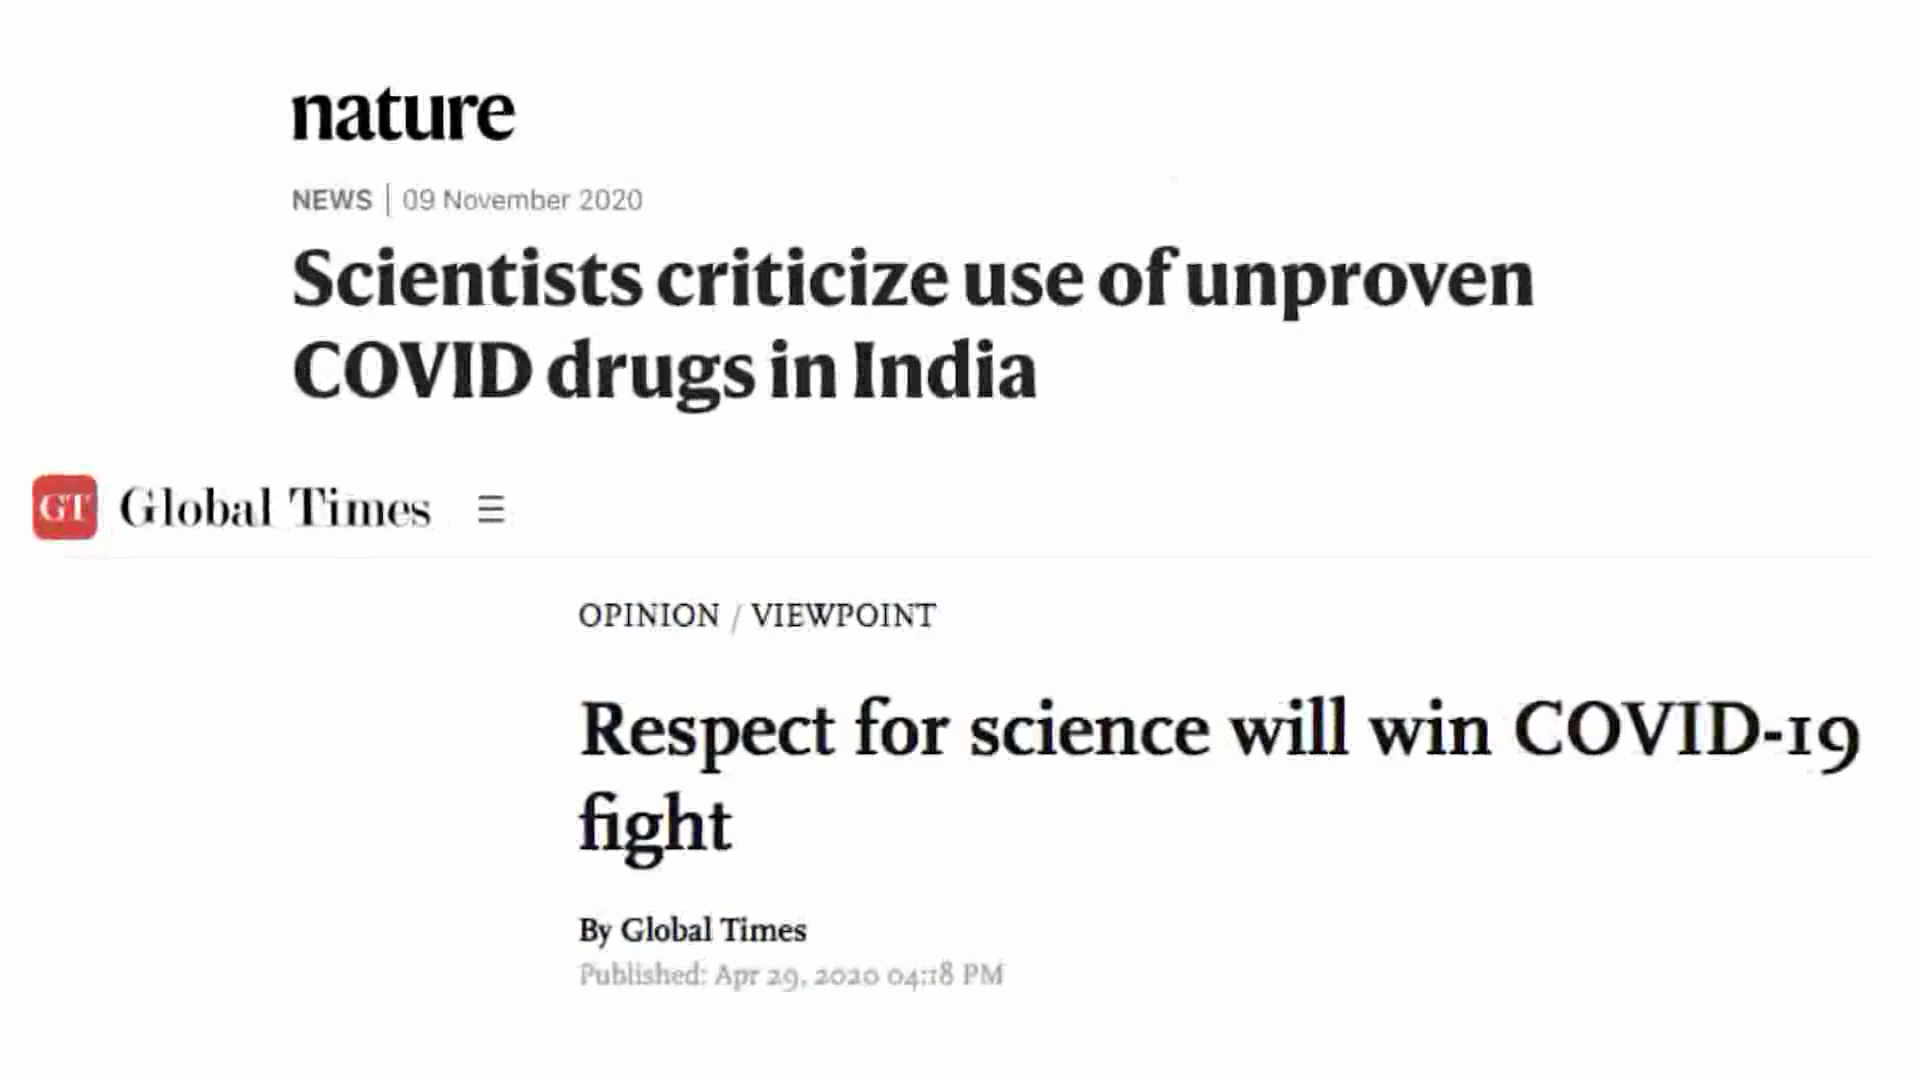 nature
NEWS | 09 November 2020
Scientists criticize use of unproven
COVID drugs in India
GT Global Times
OPINION / VIEWPOINT
Respect for science will win COVID-19
fight
By Global Times
Published: Apr 29, 2020 04:18 PM